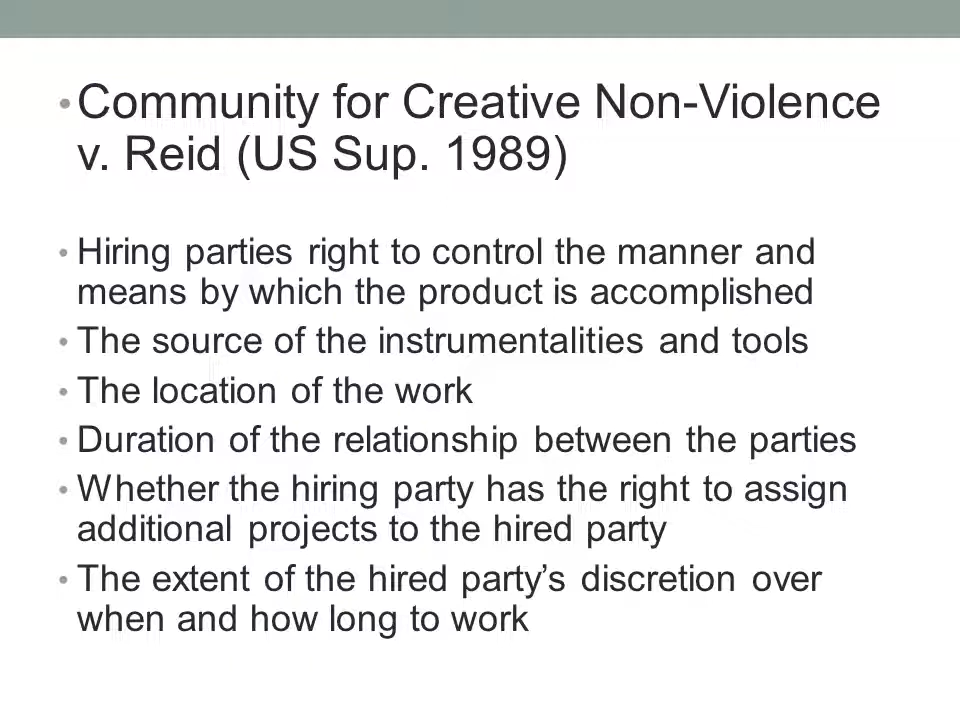 •Community for Creative Non-Violence
v. Reid (US Sup. 1989)
• Hiring parties right to control the manner and
means by which the product is accomplished
• The source of the instrumentalities and tools
• The location of the work
• Duration of the relationship between the parties
• Whether the hiring party has the right to assign
additional projects to the hired party
• The extent of the hired party’s discretion over
when and how long to work